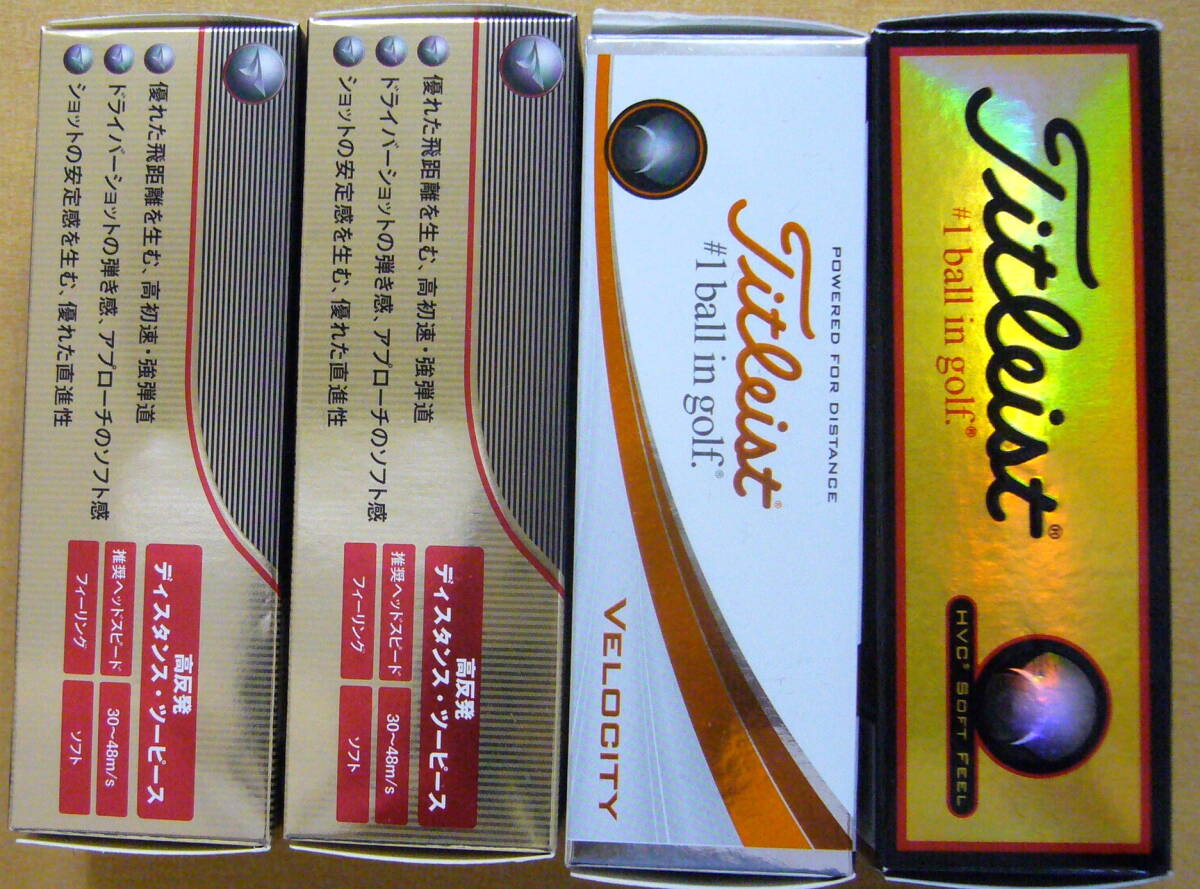 優れた飛距離を生む、高初速・強弾道
ドライバーショットの弾き感、アプローチのソフト感
ショットの安定感を生む、優れた直進性
高反発
ディスタンス・ツーピース
推奨ヘッドスピード 30～48m/s
フィーリング ソフト
優れた飛距離を生む、高初速・強弾道
ドライバーショットの弾き感、アプローチのソフト感
ショットの安定感を生む、優れた直進性
高反発
ディスタンス・ツーピース
推奨ヘッドスピード 30～48m/s
フィーリング ソフト
POWERED FOR DISTANCE
Titleist®
#1 ball in golf.®
VELOCITY
Titleist®
#1 ball in golf.®
HVC® SOFT FEEL